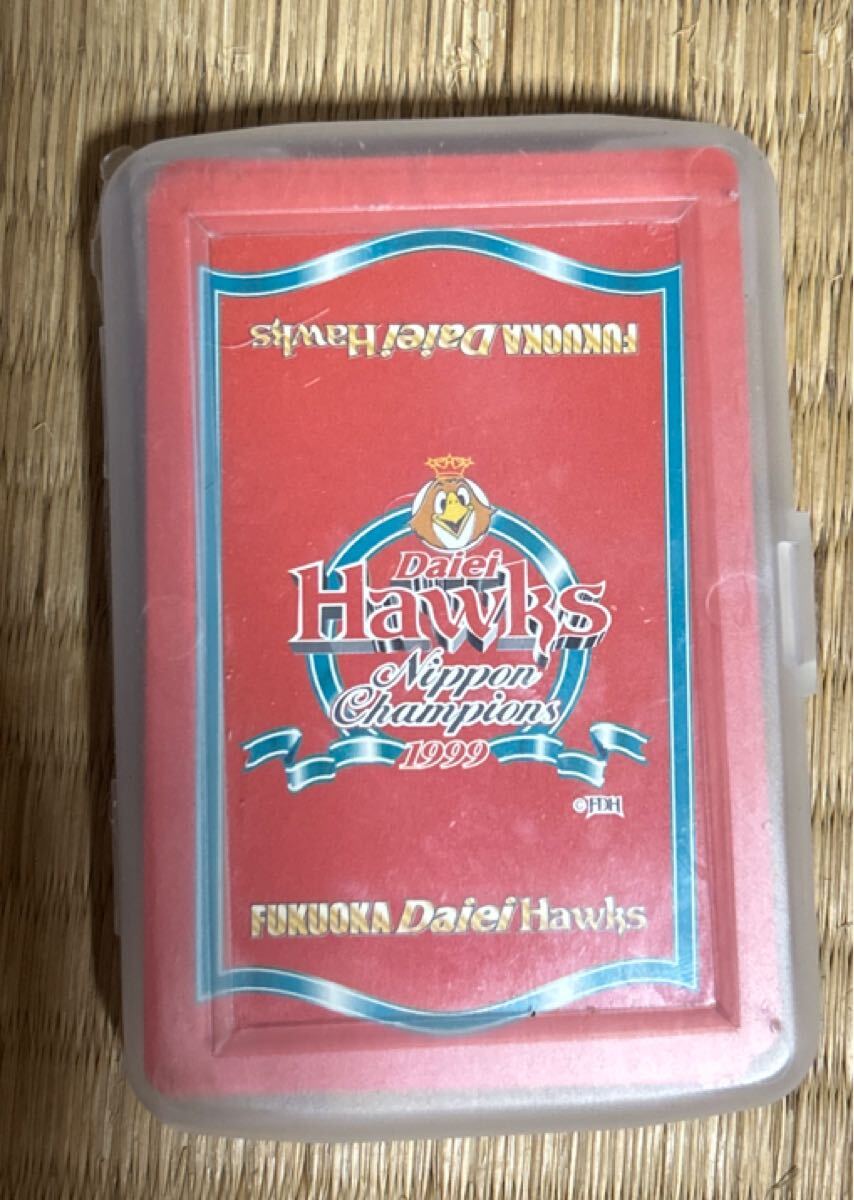 FUKUOKA Daiei Hawks
Daiei
Hawks
Nippon
Champions
1999
©FDH
FUKUOKA Daiei Hawks